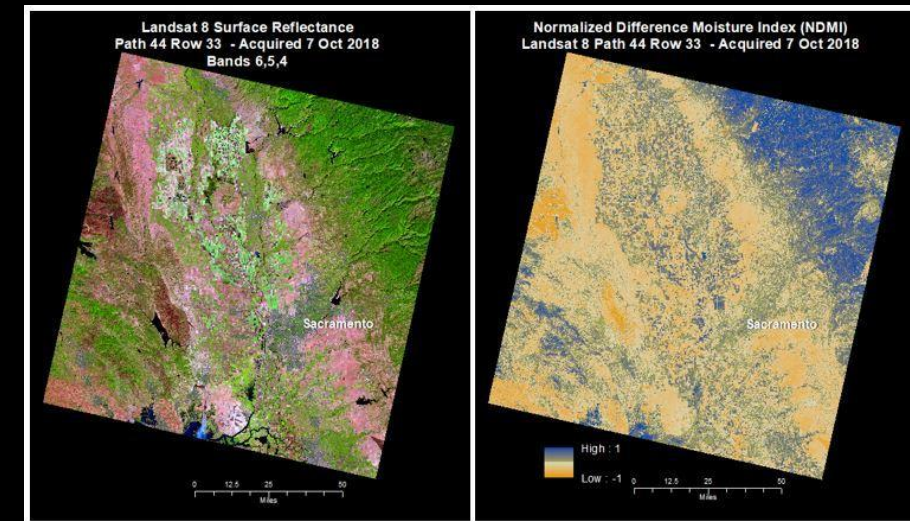 Landsat 8 Surface Reflectance
Path 44 Row 33 - Acquired 7 Oct 2018
Bands 6,5,4
Sacramento
0 12.5 25 50
Miles
Normalized Difference Moisture Index (NDMI)
Landsat 8 Path 44 Row 33 - Acquired 7 Oct 2018
Sacramento
High : 1
Low : -1
0 12.5 25 50
Miles